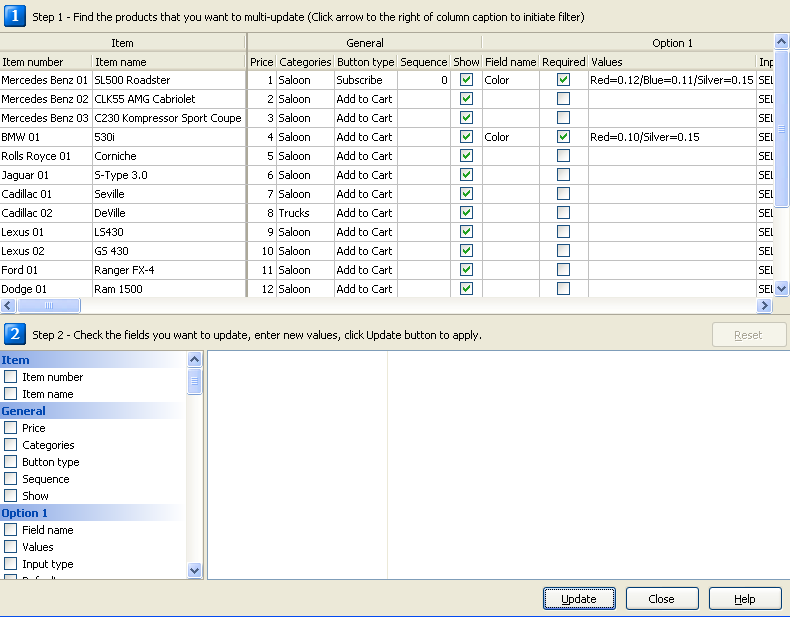 1 Step 1 - Find the products that you want to multi-update (Click arrow to the right of column caption to initiate filter)
Item General Option 1
Item number Item name Price Categories Button type Sequence Show Field name Required Values Inp
Mercedes Benz 01 SL500 Roadster 1 Saloon Subscribe 0 Color Red=0.12/Blue=0.11/Silver=0.15 SEL
Mercedes Benz 02 CLK55 AMG Cabriolet 2 Saloon Add to Cart SEL
Mercedes Benz 03 C230 Kompressor Sport Coupe 3 Saloon Add to Cart SEL
BMW 01 530i 4 Saloon Add to Cart Color Red=0.10/Silver=0.15 SEL
Rolls Royce 01 Corniche 5 Saloon Add to Cart SEL
Jaguar 01 S-Type 3.0 6 Saloon Add to Cart SEL
Cadillac 01 Seville 7 Saloon Add to Cart SEL
Cadillac 02 DeVille 8 Trucks Add to Cart SEL
Lexus 01 LS430 9 Saloon Add to Cart SEL
Lexus 02 GS 430 10 Saloon Add to Cart SEL
Ford 01 Ranger FX-4 11 Saloon Add to Cart SEL
Dodge 01 Ram 1500 12 Saloon Add to Cart SEL
2 Step 2 - Check the fields you want to update, enter new values, click Update button to apply.
Reset
Item
Item number
Item name
General
Price
Categories
Button type
Sequence
Show
Option 1
Field name
Values
Input type
Update Close Help